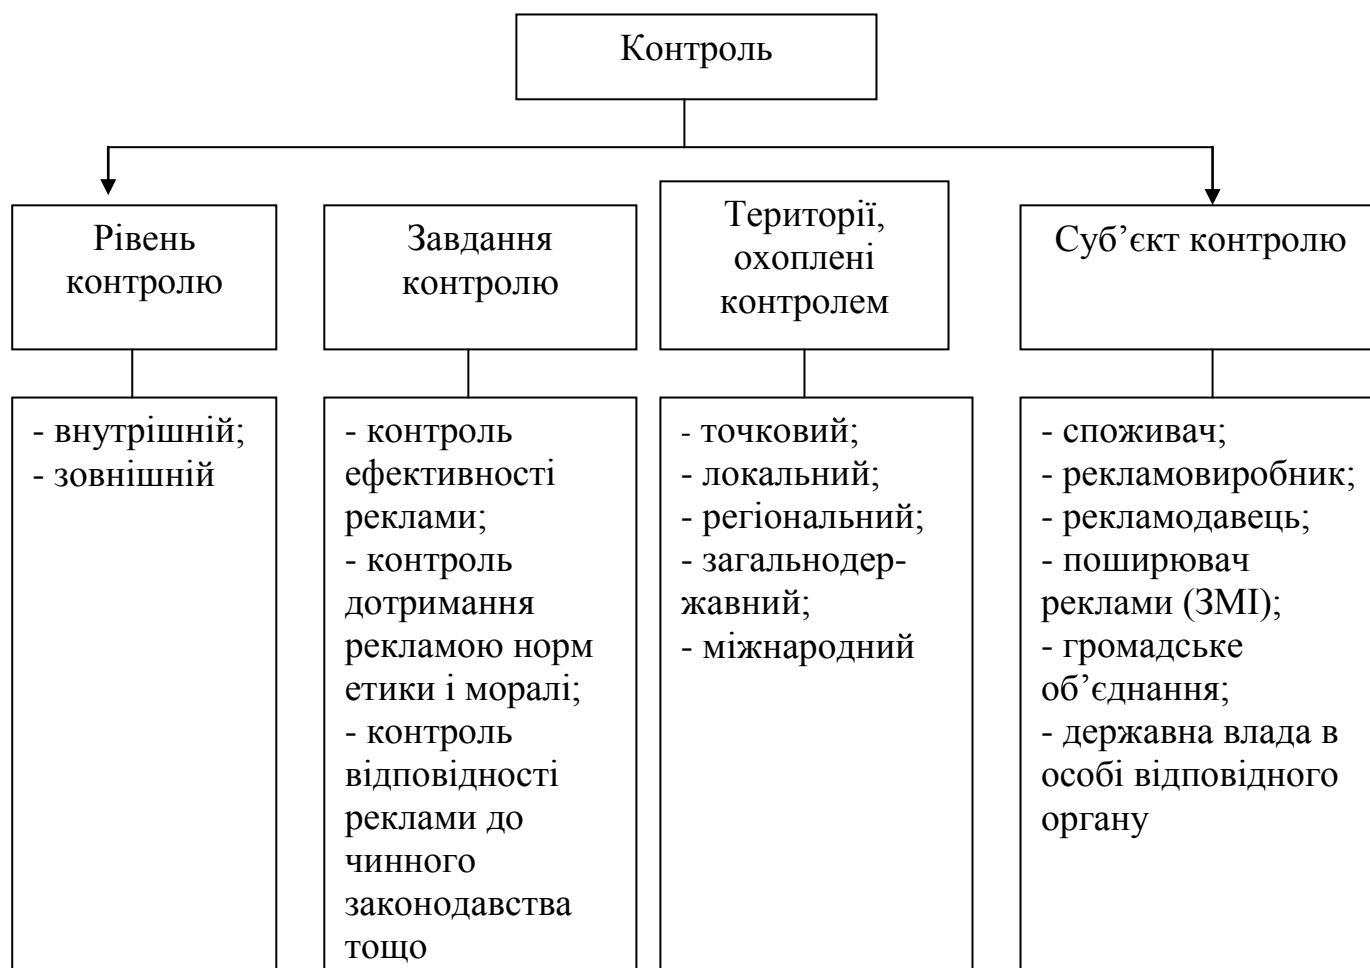 Контроль
Рівень
контролю
Завдання
контролю
Території,
охоплені
контролем
Суб’єкт контролю
- внутрішній;
- зовнішній
- контроль
ефективності
реклами;
- контроль
дотримання
рекламою норм
етики і моралі;
- контроль
відповідності
реклами до
чинного
законодавства
тощо
- точковий;
- локальний;
- регіональний;
- загальнодер-
жавний;
- міжнародний
- споживач;
- рекламовиробник;
- рекламодавець;
- поширювач
реклами (ЗМІ);
- громадське
об’єднання;
- державна влада в
особі відповідного
органу